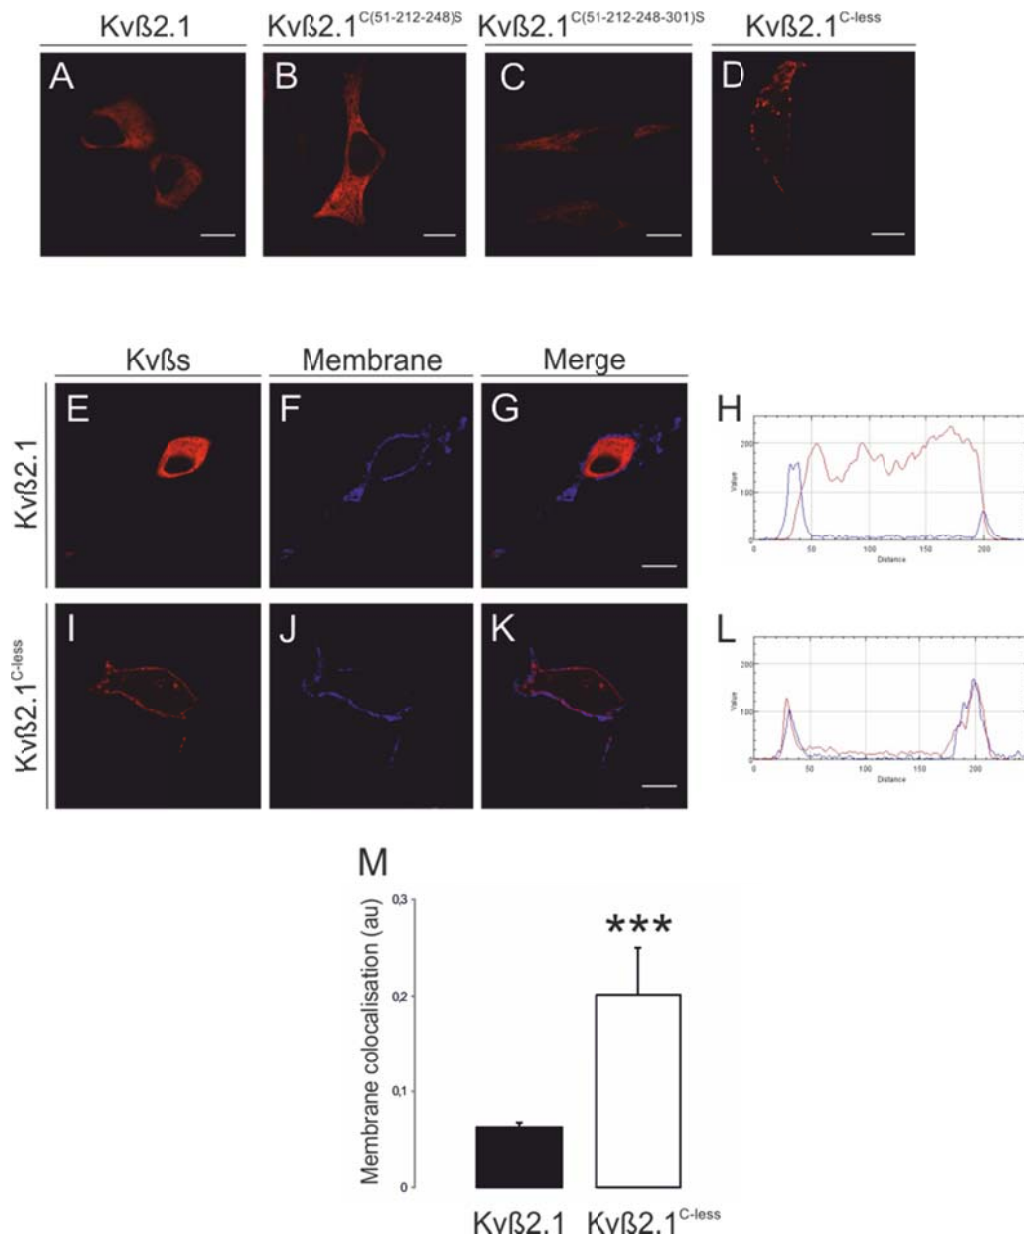 Kvß2.1 Kvß2.1C(51-212-248)S Kvß2.1C(51-212-248-301)S Kvß2.1C-less
A B C D
Kvßs Membrane Merge
Kvß2.1
E F G H
200
100
0
Value
0 50 100 150 200
Distance
Kvß2.1C-less
I J K L
200
100
0
Value
0 50 100 150 200
Distance
M
Membrane colocalisation (au)
0,3
0,2
0,1
0
***
Kvß2.1 Kvß2.1C-less